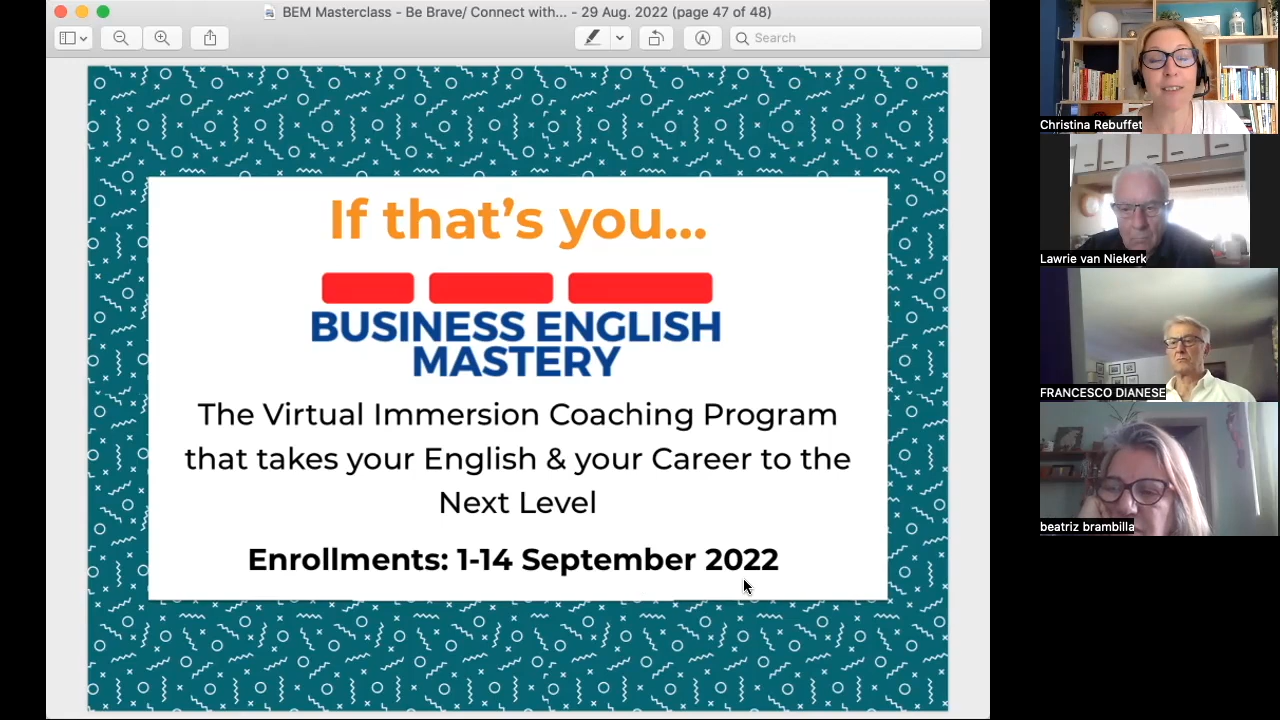 BEM Masterclass - Be Brave/ Connect with... - 29 Aug. 2022 (page 47 of 48)
Search
If that's you...
BUSINESS ENGLISH
MASTERY
The Virtual Immersion Coaching Program
that takes your English & your Career to the
Next Level
Enrollments: 1-14 September 2022
Christina Rebuffet
Lawrie van Niekerk
FRANCESCO DIANESE
beatriz brambilla